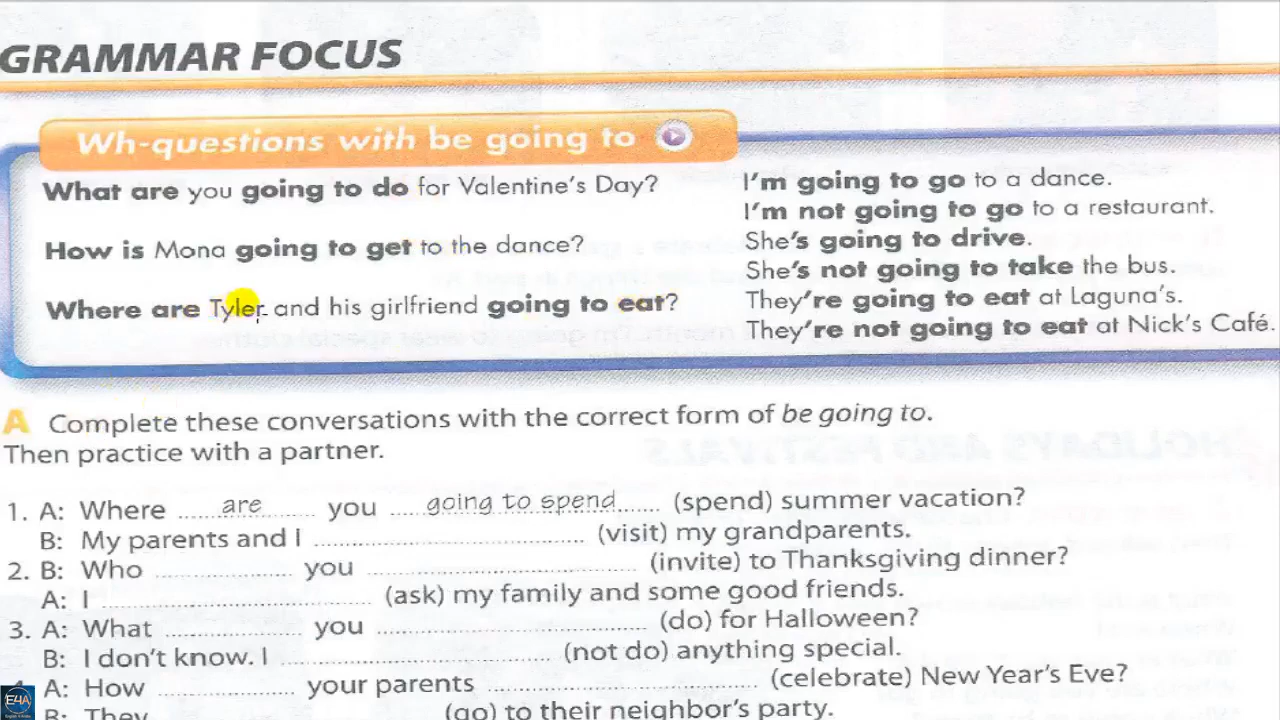 GRAMMAR FOCUS
Wh-questions with be going to
What are you going to do for Valentine's Day?
I'm going to go to a dance.
I'm not going to go to a restaurant.
How is Mona going to get to the dance?
She's going to drive.
She's not going to take the bus.
Where are Tyler and his girlfriend going to eat?
They're going to eat at Laguna's.
They're not going to eat at Nick's Café.
A Complete these conversations with the correct form of be going to.
Then practice with a partner.
1. A: Where are you going to spend (spend) summer vacation?
B: My parents and I (visit) my grandparents.
2. B: Who you (invite) to Thanksgiving dinner?
A: I (ask) my family and some good friends.
3. A: What you (do) for Halloween?
B: I don't know. I (not do) anything special.
4. A: How your parents (celebrate) New Year's Eve?
B: They (go) to their neighbor's party.
E4A